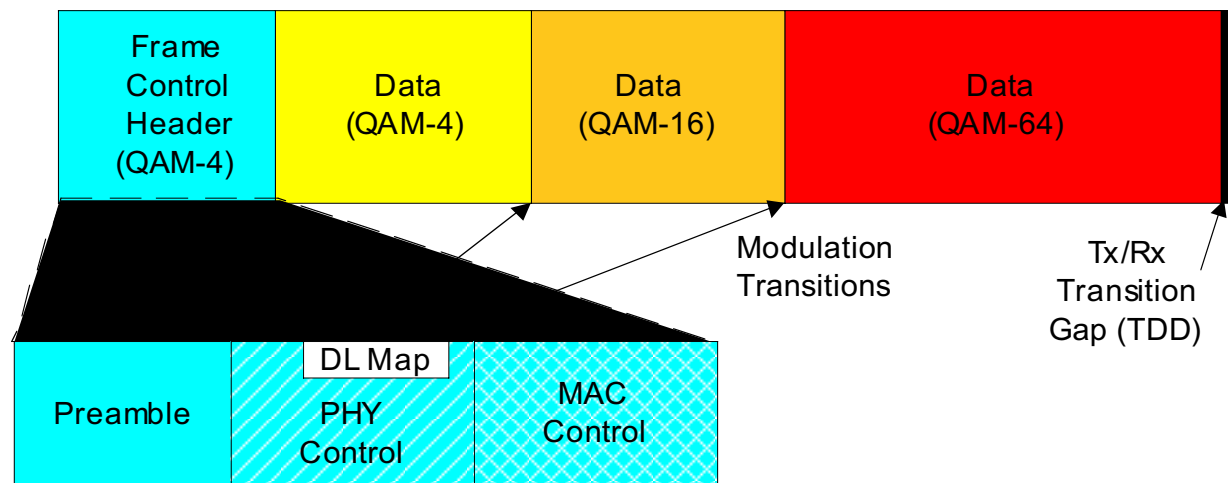 Frame
Control
Header
(QAM-4)
Data
(QAM-4)
Data
(QAM-16)
Data
(QAM-64)
Modulation
Transitions
Tx/Rx
Transition
Gap (TDD)
Preamble
DL Map
PHY
Control
MAC
Control